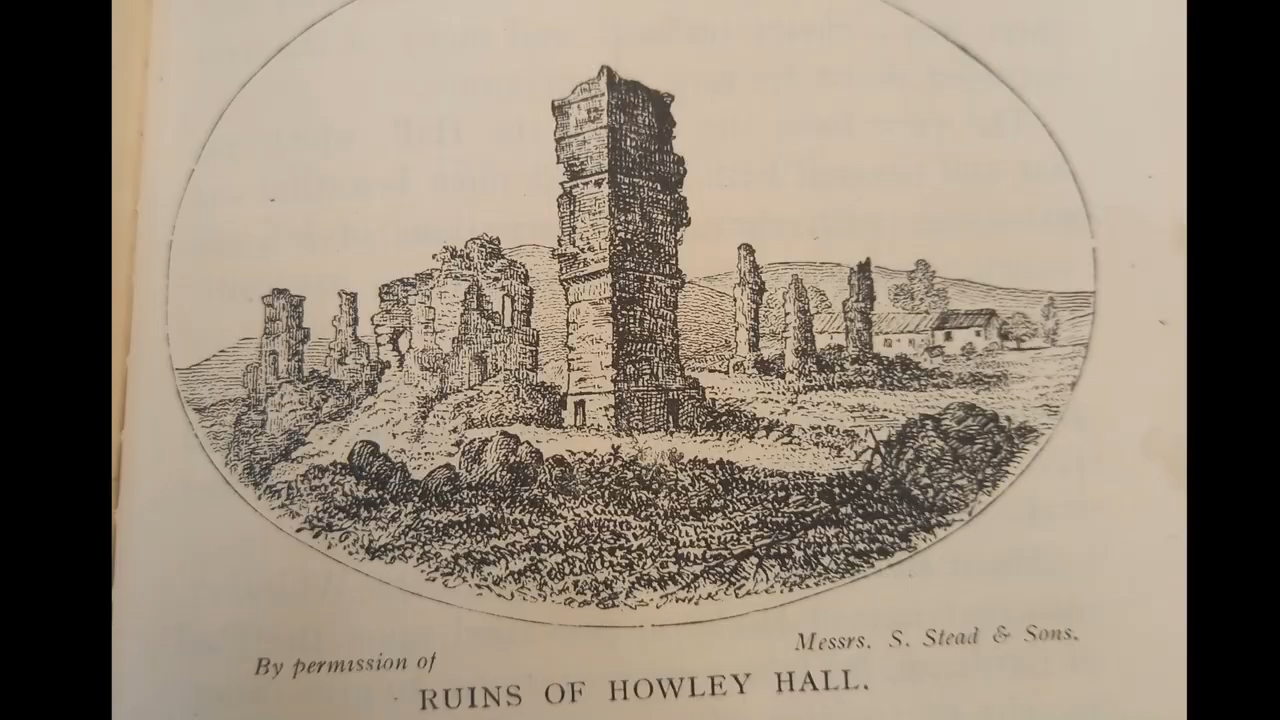 By permission of
Messrs. S. Stead & Sons.
RUINS OF HOWLEY HALL.